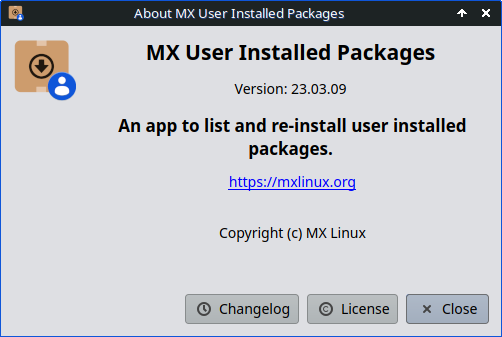 About MX User Installed Packages
MX User Installed Packages
Version: 23.03.09
An app to list and re-install user installed
packages.
https://mxlinux.org
Copyright (c) MX Linux
Changelog
License
Close